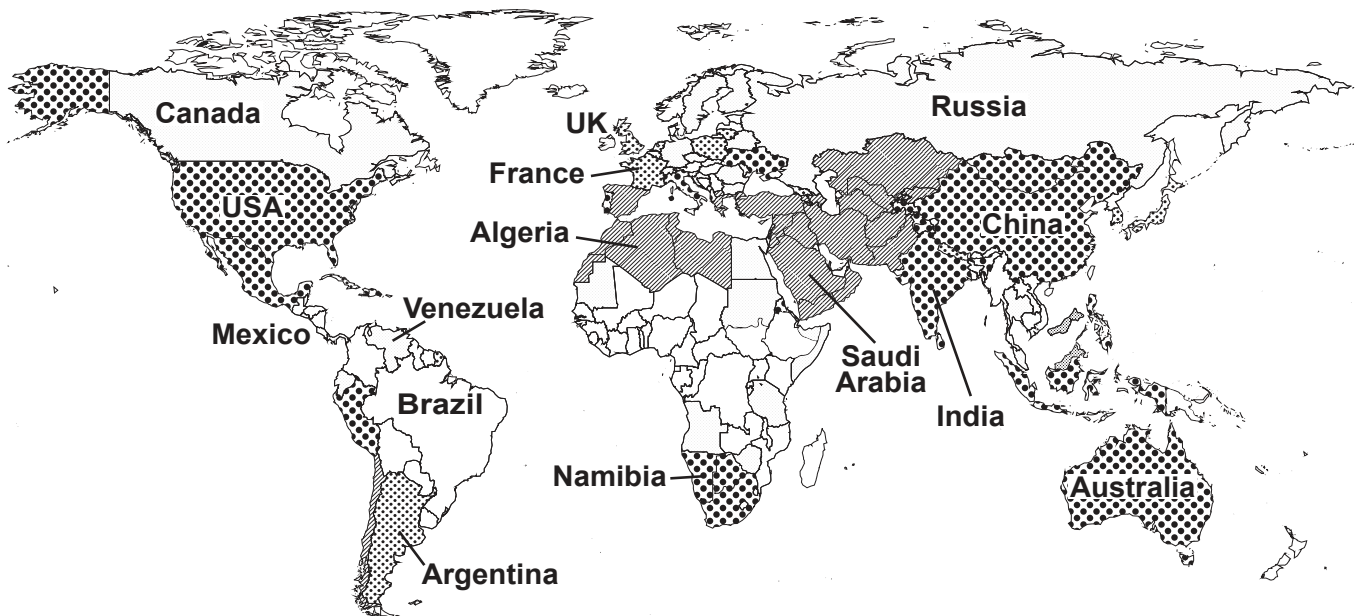 Canada
Russia
UK
France
USA
China
Algeria
Venezuela
Mexico
Saudi
Arabia
Brazil
India
Namibia
Australia
Argentina